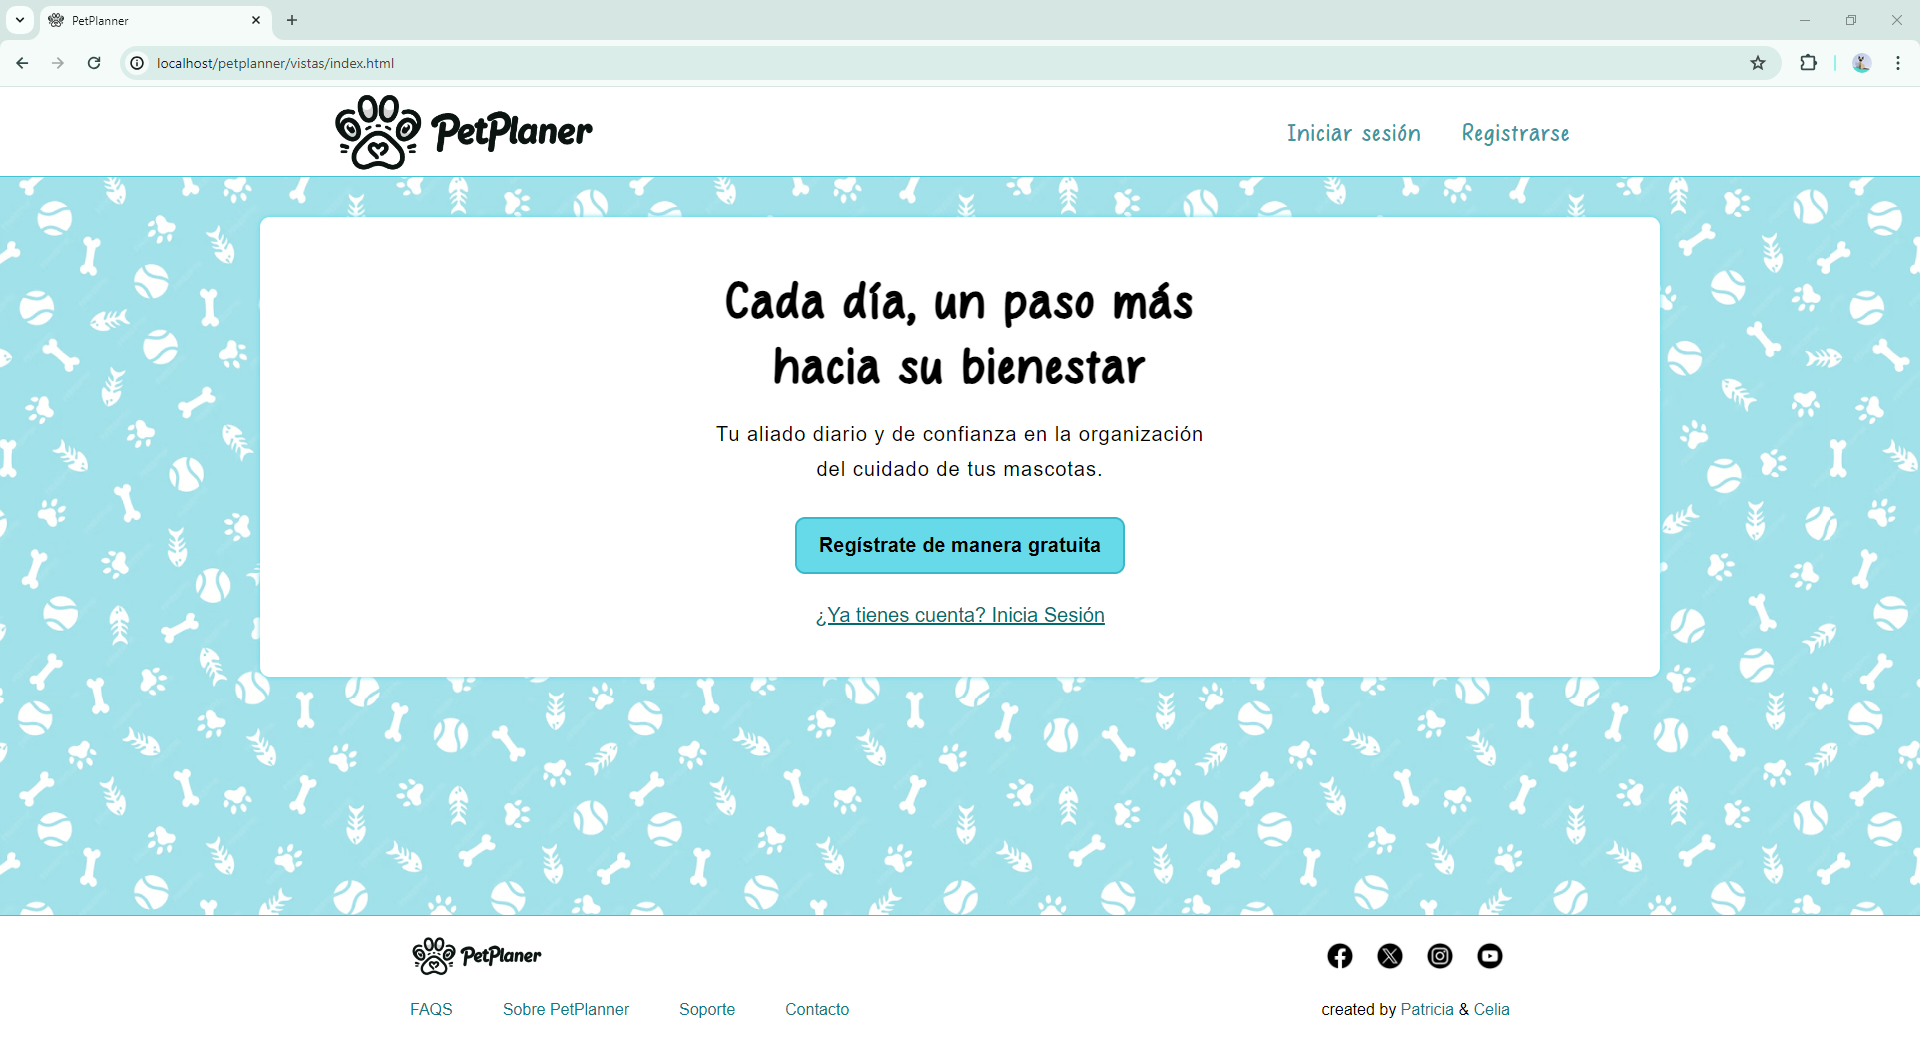 PetPlanner
localhost/petplanner/vistas/index.html
PetPlaner
Iniciar sesión
Registrarse
Cada día, un paso más
hacia su bienestar
Tu aliado diario y de confianza en la organización
del cuidado de tus mascotas.
Regístrate de manera gratuita
¿Ya tienes cuenta? Inicia Sesión
PetPlaner
FAQS
Sobre PetPlanner
Soporte
Contacto
created by Patricia & Celia